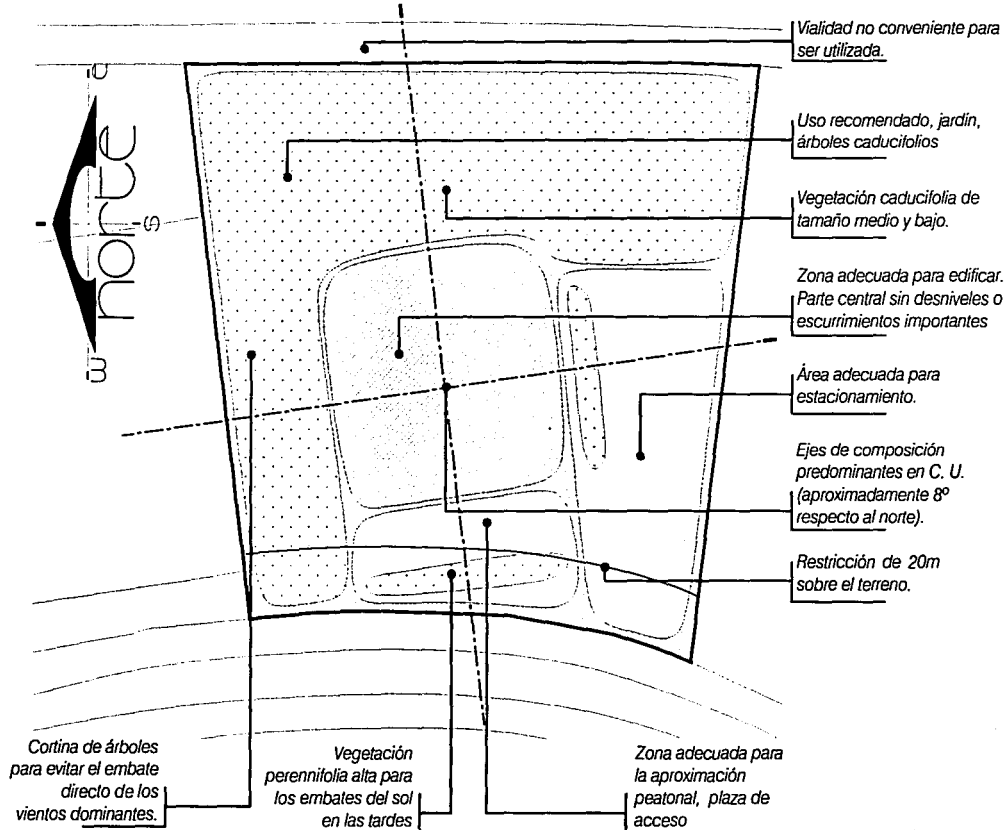 Vialidad no conveniente para
ser utilizada.
Uso recomendado, jardín,
árboles caducifolios
Vegetación caducifolia de
tamaño medio y bajo.
Zona adecuada para edificar.
Parte central sin desniveles o
escurrimientos importantes
Área adecuada para
estacionamiento.
Ejes de composición
predominantes en C. U.
(aproximadamente 8º
respecto al norte).
Restricción de 20m
sobre el terreno.
norte
e
s
w
Cortina de árboles
para evitar el embate
directo de los
vientos dominantes.
Vegetación
perennifolia alta para
los embates del sol
en las tardes
Zona adecuada para
la aproximación
peatonal, plaza de
acceso